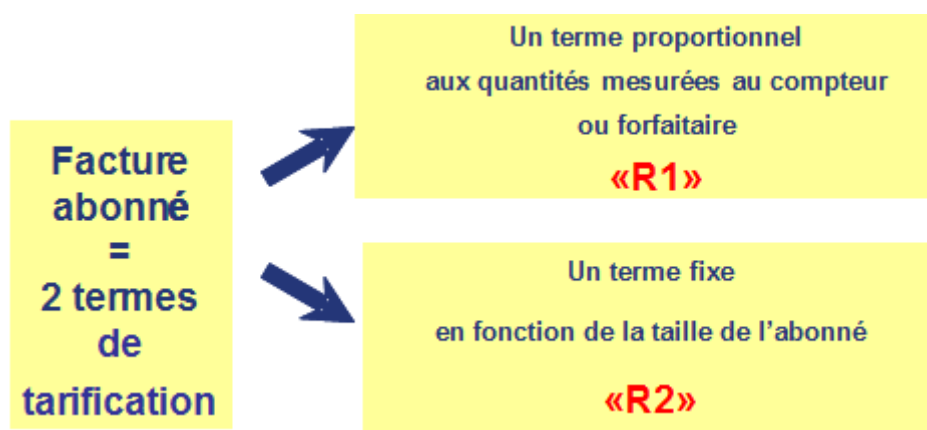 Facture
abonné
=
2 termes
de
tarification
Un terme proportionnel
aux quantités mesurées au compteur
ou forfaitaire
«R1»
Un terme fixe
en fonction de la taille de l’abonné
«R2»